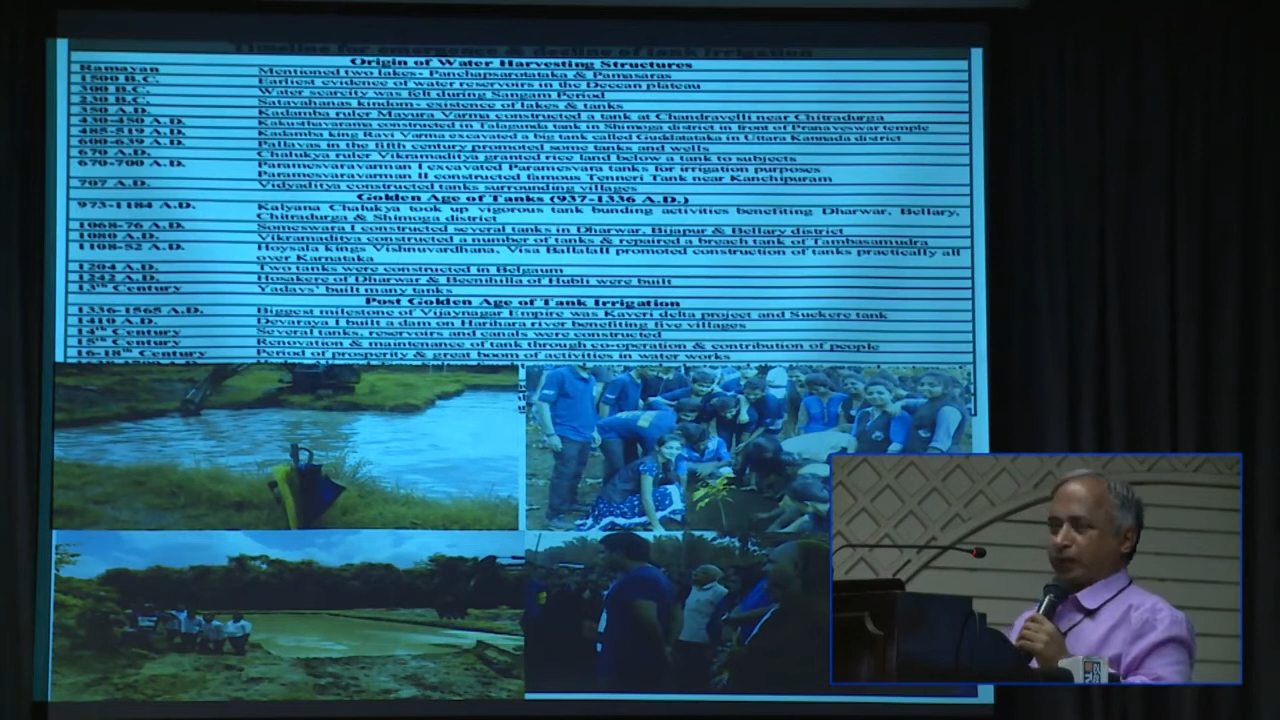 Timeline for emergence & decline of tank Irrigation
Origin of Water Harvesting Structures
Ramayan Mentioned two lakes- Panchapsarotataka & Pamasaras
1500 B.C. Earliest evidence of water reservoirs in the Deccan plateau
300 B.C. Water scarcity was felt during Sangam Period
230 B.C. Satavahanas kindom- existence of lakes & tanks
350 A.D. Kadamba ruler Mayura Varma constructed a tank at Chandravelli near Chitradurga
430-450 A.D. Kakusthavarama constructed in Talagunda tank in Shimoga district in front of Pranaveswar temple
485-519 A.D. Kadamba king Ravi Varma excavated a big tank called Guddatataka in Uttara Kannada district
600-639 A.D. Pallavas in the fifth century promoted some tanks and wells
670 A.D. Chalukya ruler Vikramaditya granted rice land below a tank to subjects
670-700 A.D. Paramesvaravarman I excavated Paramesvara tanks for irrigation purposes
Paramesvaravarman II constructed famous Tenneri Tank near Kanchipuram
707 A.D. Vidyaditya constructed tanks surrounding villages
Golden Age of Tanks (937-1336 A.D.)
973-1184 A.D. Kalyana Chalukya took up vigorous tank bunding activities benefiting Dharwar, Bellary,
Chitradurga & Shimoga district
1068-76 A.D. Someswara I constructed several tanks in Dharwar, Bijapur & Bellary district
1080 A.D. Vikramaditya constructed a number of tanks & repaired a breach tank of Tambasamudra
1108-52 A.D. Hoysala kings Vishnuvardhana, Visa Ballalall promoted construction of tanks practically all
over Karnataka
1204 A.D. Two tanks were constructed in Belgaum
1242 A.D. Hosakere of Dharwar & Beenihilla of Hubli were built
13th Century Yadavs' built many tanks
Post Golden Age of Tank Irrigation
1336-1565 A.D. Biggest milestone of Vijaynagar Empire was Kaveri delta project and Suekere tank
1410 A.D. Devaraya I built a dam on Harihara river benefiting five villages
14th Century Several tanks, reservoirs and canals were constructed
15th Century Renovation & maintenance of tank through co-operation & contribution of people
16-18th Century Period of prosperity & great boom of activities in water works